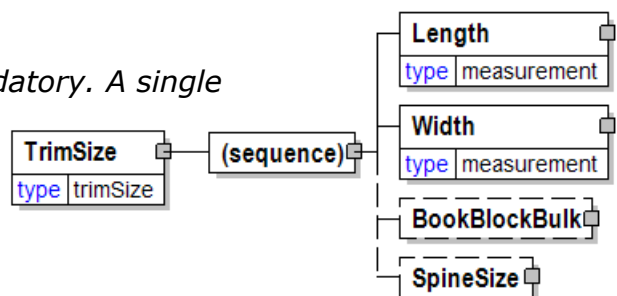 datory. A single
TrimSize
type trimSize
(sequence)
Length
type measurement
Width
type measurement
BookBlockBulk
SpineSize